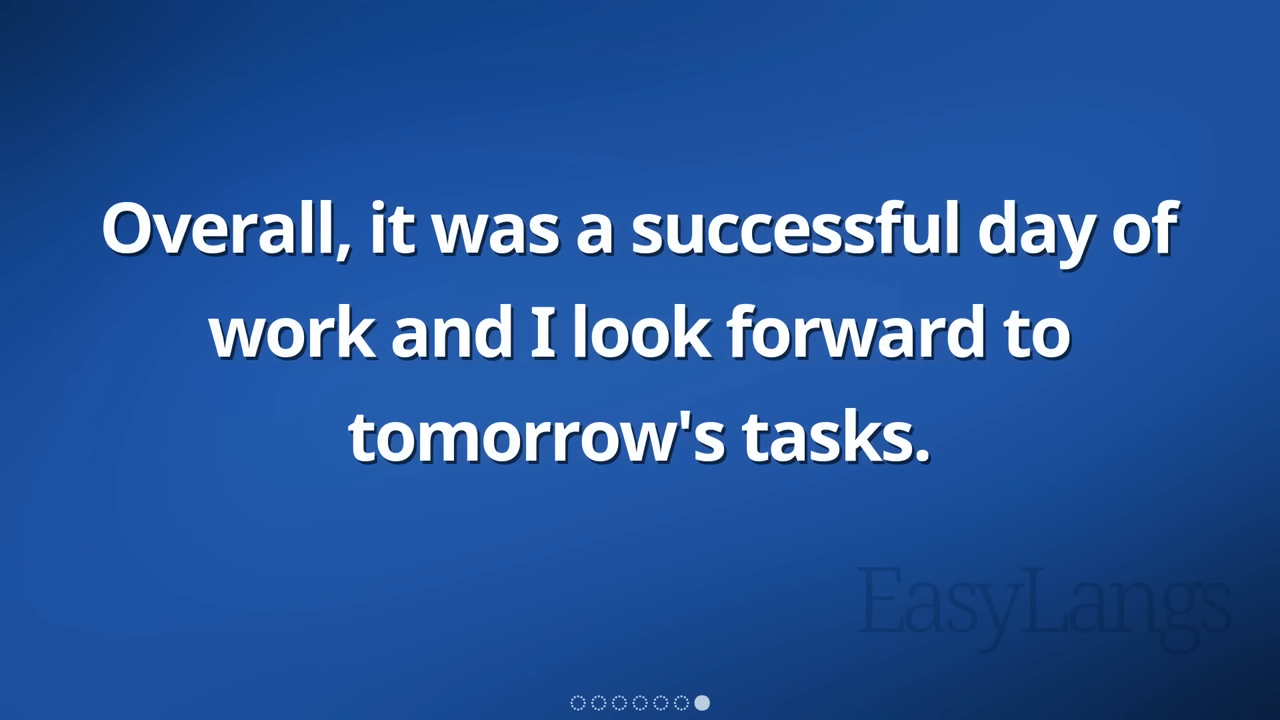 Overall, it was a successful day of
work and I look forward to
tomorrow's tasks.
EasyLangs